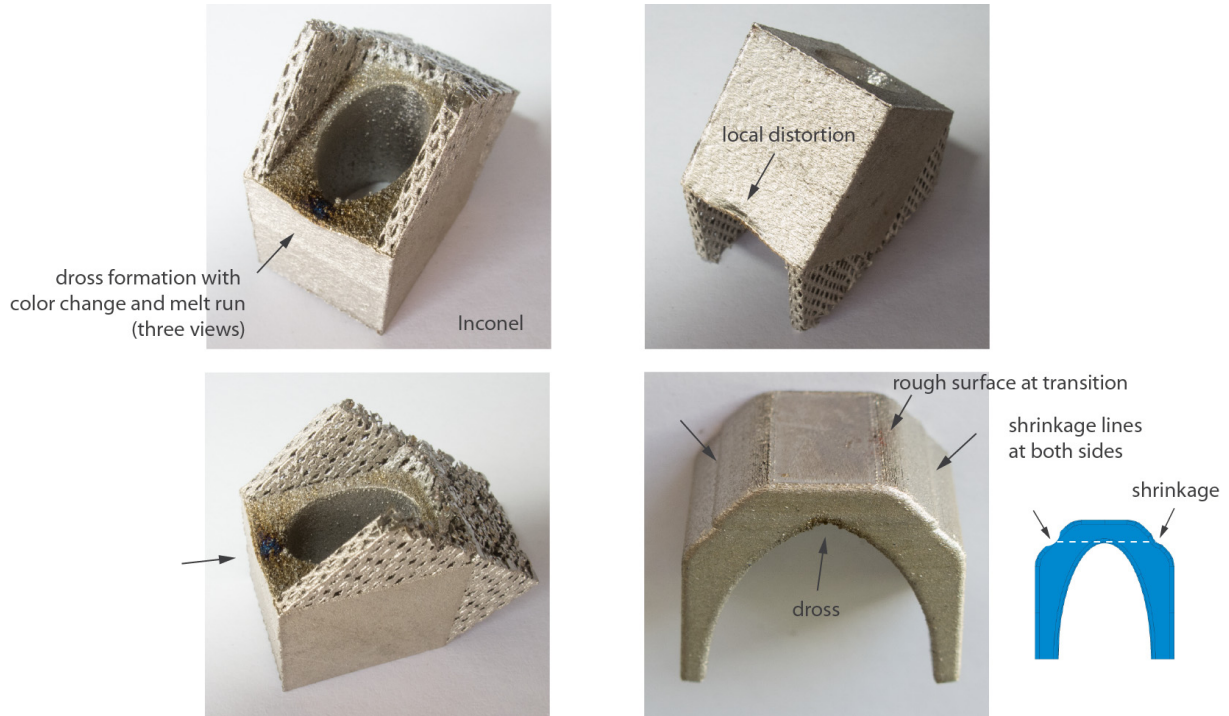 local distortion
dross formation with
color change and melt run
(three views)
Inconel
rough surface at transition
shrinkage lines
at both sides
shrinkage
dross